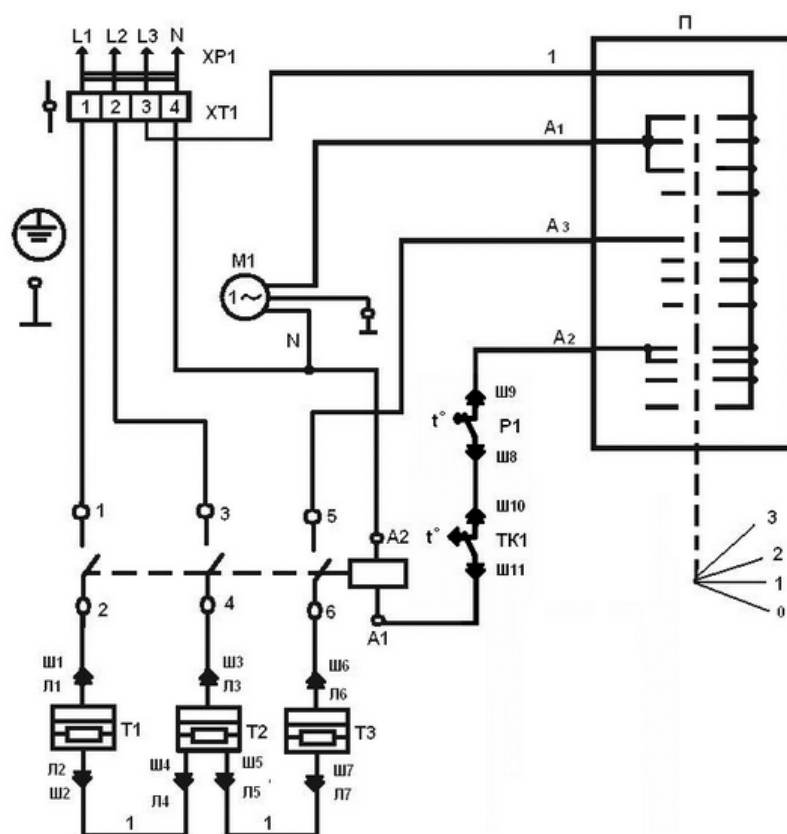 L1 L2 L3 N
XP1
П
1
1 2 3 4
XT1
A1
A3
M1
1~
N
A2
Ш9
t°
P1
Ш8
Ш10
1 3 5
A2
t°
TK1
Ш11
3
2
1
0
2 4 6
A1
Ш1 Ш3 Ш6
Л1 Л3 Л6
T1 T2 T3
Л2 Ш4 Ш5 Ш7
Ш2 Л4 Л5 Л7
1 1